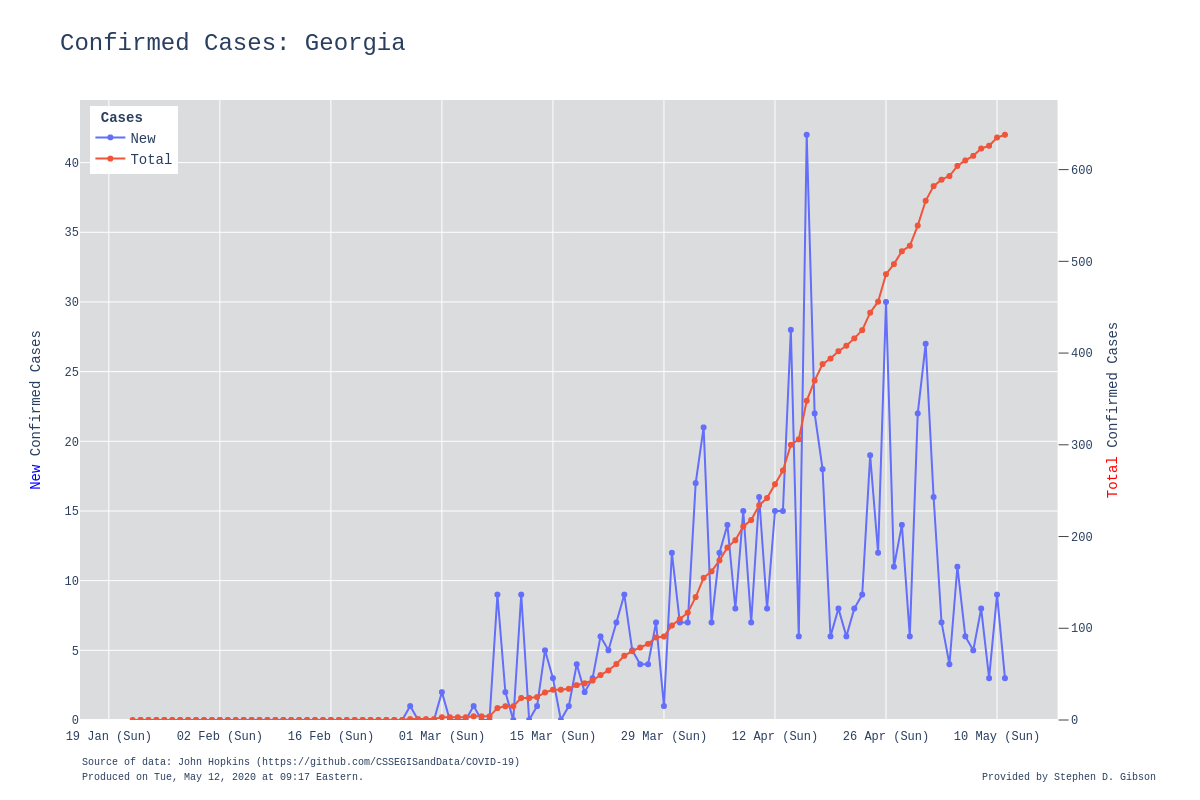 Confirmed Cases: Georgia
Cases
New
Total
40
35
30
25
20
15
10
5
0
New Confirmed Cases
600
500
400
300
200
100
0
Total Confirmed Cases
19 Jan (Sun) 02 Feb (Sun) 16 Feb (Sun) 01 Mar (Sun) 15 Mar (Sun) 29 Mar (Sun) 12 Apr (Sun) 26 Apr (Sun) 10 May (Sun)
Source of data: John Hopkins (https://github.com/CSSEGISandData/COVID-19)
Produced on Tue, May 12, 2020 at 09:17 Eastern.
Provided by Stephen D. Gibson